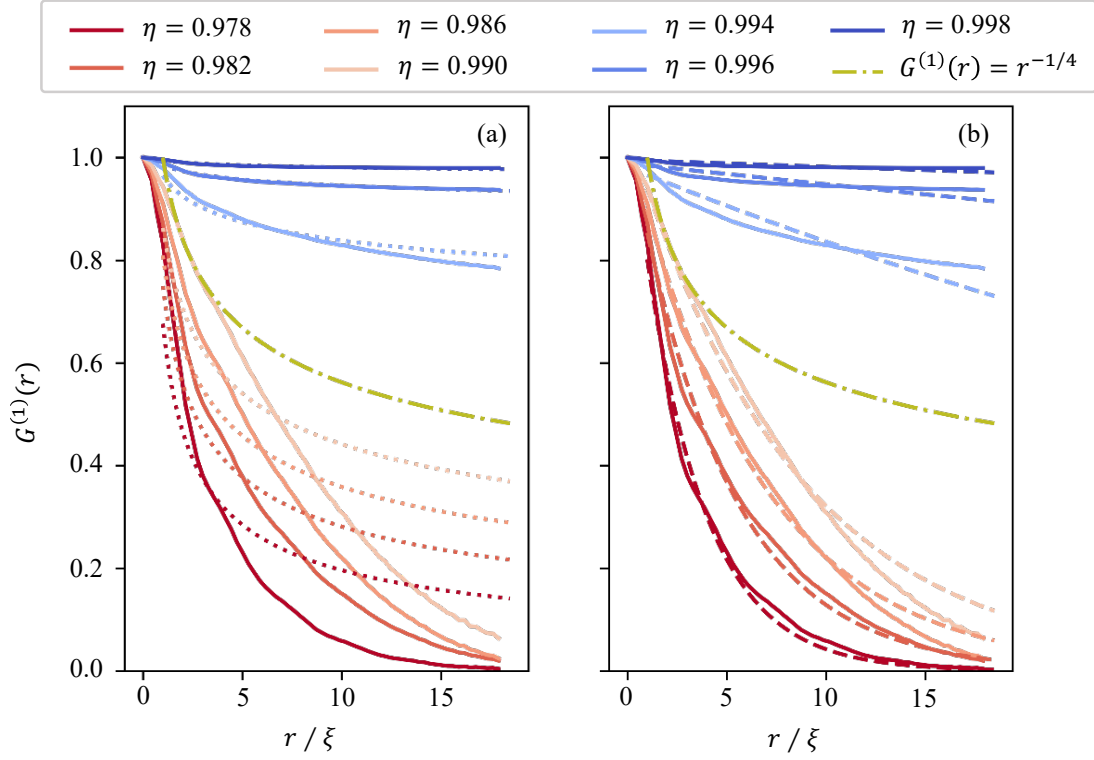 η = 0.978 η = 0.986 η = 0.994 η = 0.998
η = 0.982 η = 0.990 η = 0.996 G⁽¹⁾(r) = r⁻¹/⁴
(a) (b)
1.0
0.8
0.6
0.4
0.2
0.0
G⁽¹⁾(r)
0 5 10 15 0 5 10 15
r / ξ r / ξ